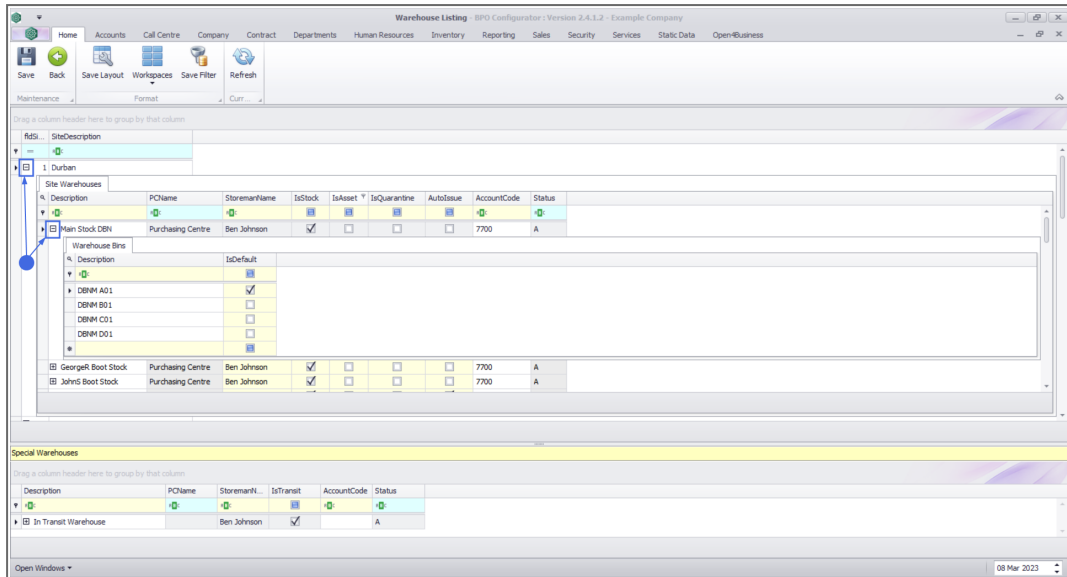 Warehouse Listing - BPO Configurator : Version 2.4.1.2 - Example Company
Home Accounts Call Centre Company Contract Departments Human Resources Inventory Reporting Sales Security Services Static Data Open4Business
Save Back Save Layout Workspaces Save Filter Refresh
Maintenance Format Curr...
Drag a column header here to group by that column
fldSi... SiteDescription
1 Durban
Site Warehouses
Description PCName StoremanName IsStock IsAsset IsQuarantine AutoIssue AccountCode Status
Main Stock DBN Purchasing Centre Ben Johnson 7700 A
Warehouse Bins
Description IsDefault
DBNM A01
DBNM B01
DBNM C01
DBNM D01
GeorgeR Boot Stock Purchasing Centre Ben Johnson 7700 A
JohnS Boot Stock Purchasing Centre Ben Johnson 7700 A
Special Warehouses
Drag a column header here to group by that column
Description PCName StoremanN... IsTransit AccountCode Status
In Transit Warehouse Ben Johnson A
Open Windows 08 Mar 2023